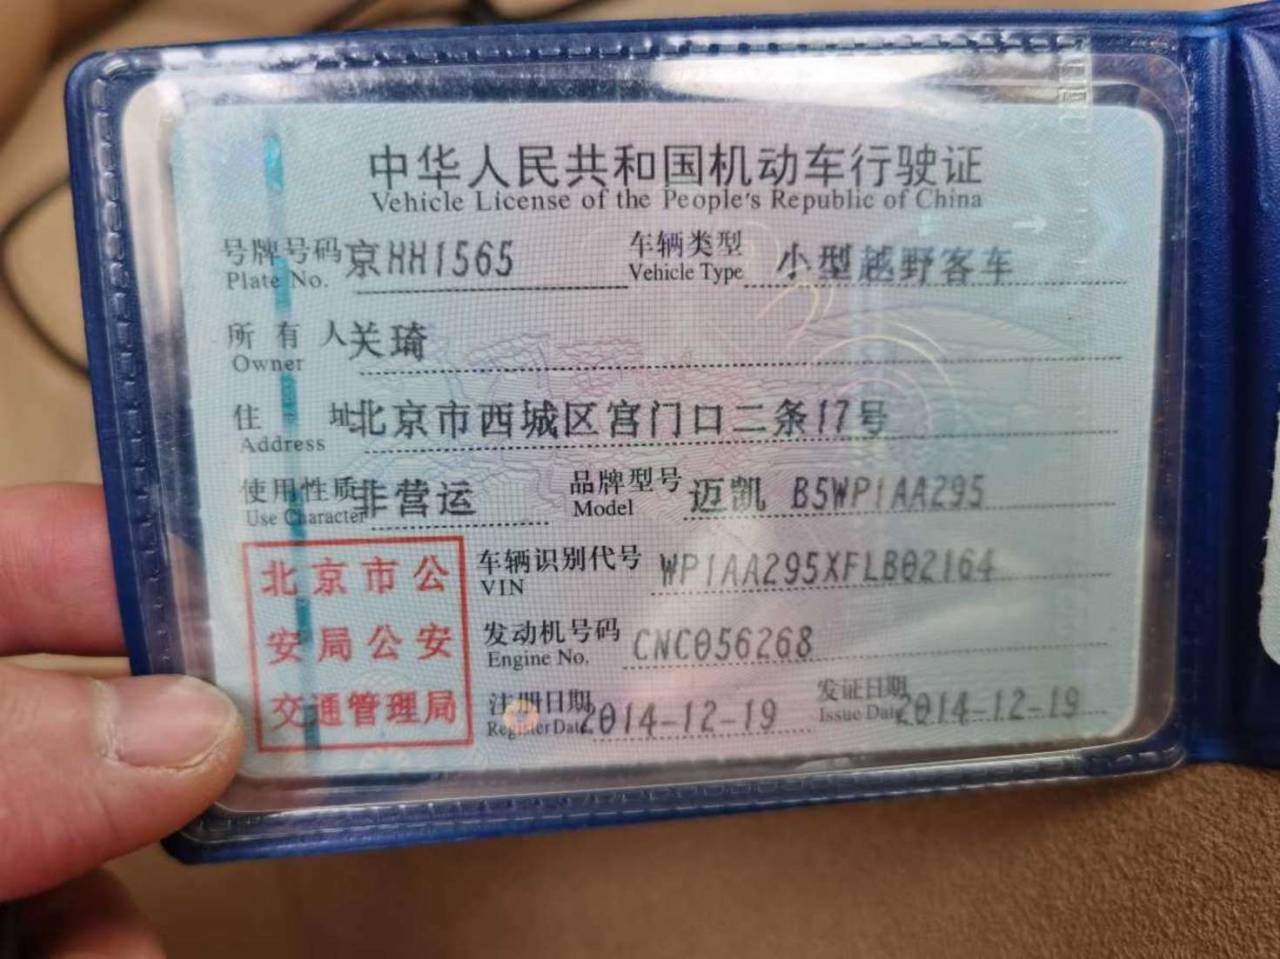 中华人民共和国机动车行驶证
Vehicle License of the People's Republic of China
号牌号码 京HH1565 车辆类型 小型越野客车
Plate No. Vehicle Type
所有人 关琦
Owner
住址 北京市西城区宫门口二条17号
Address
使用性质 非营运 品牌型号 迈凯 B5WP1AA295
Use Character Model
车辆识别代号 WP1AA295XFLB02164
VIN
发动机号码 CNC056268
Engine No.
注册日期 2014-12-19 发证日期 2014-12-19
Register Date Issue Date
北京市公
安局公安
交通管理局